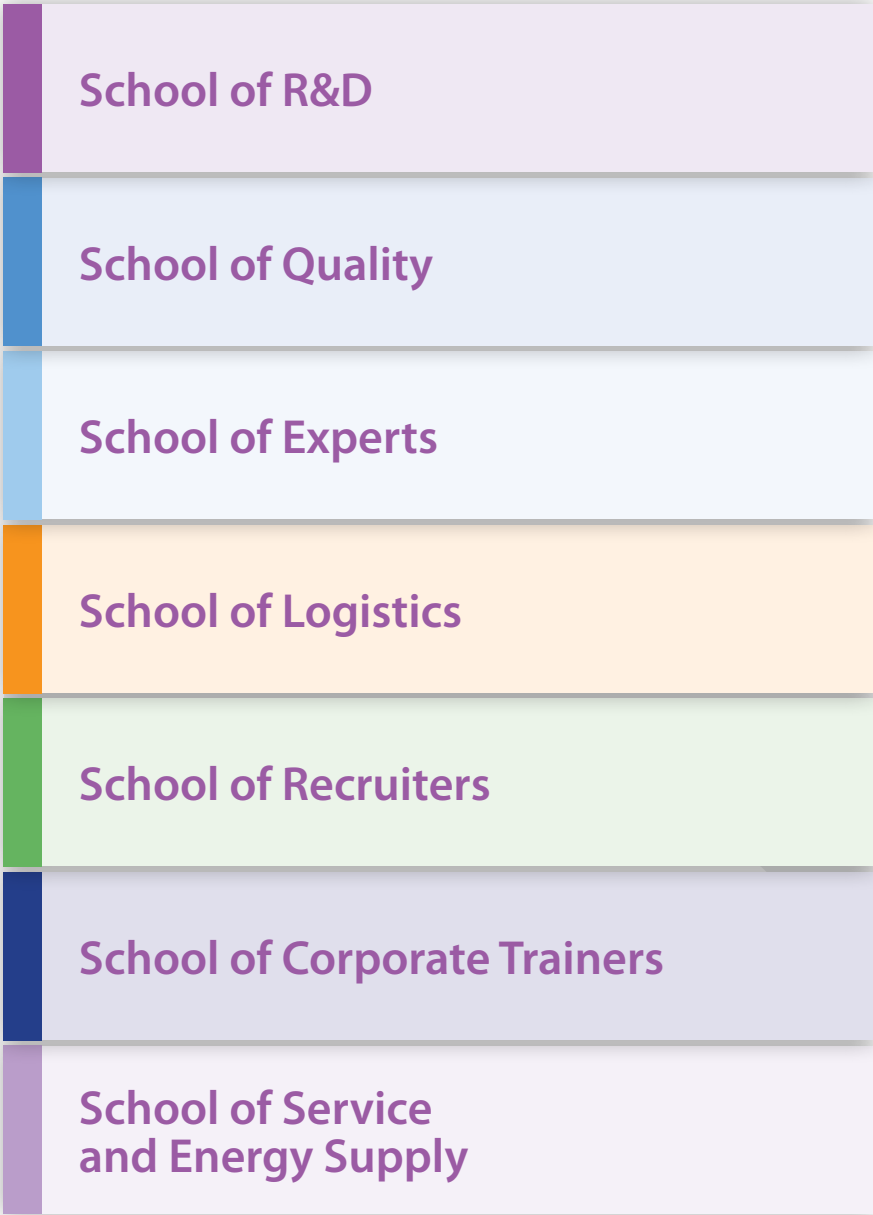 School of R&D
School of Quality
School of Experts
School of Logistics
School of Recruiters
School of Corporate Trainers
School of Service
and Energy Supply